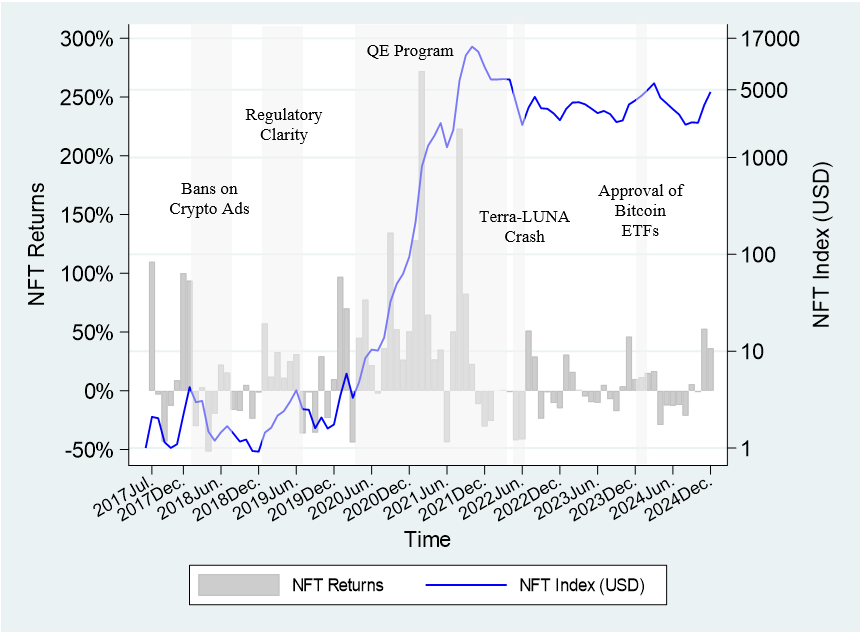 300%
250%
200%
150%
100%
50%
0%
-50%
NFT Returns
QE Program
Regulatory
Clarity
Bans on
Crypto Ads
Terra-LUNA
Crash
Approval of
Bitcoin
ETFs
17000
5000
1000
100
10
1
NFT Index (USD)
2017Jul.
2017Dec.
2018Jun.
2018Dec.
2019Jun.
2019Dec.
2020Jun.
2020Dec.
2021Jun.
2021Dec.
2022Jun.
2022Dec.
2023Jun.
2023Dec.
2024Jun.
2024Dec.
Time
NFT Returns
NFT Index (USD)